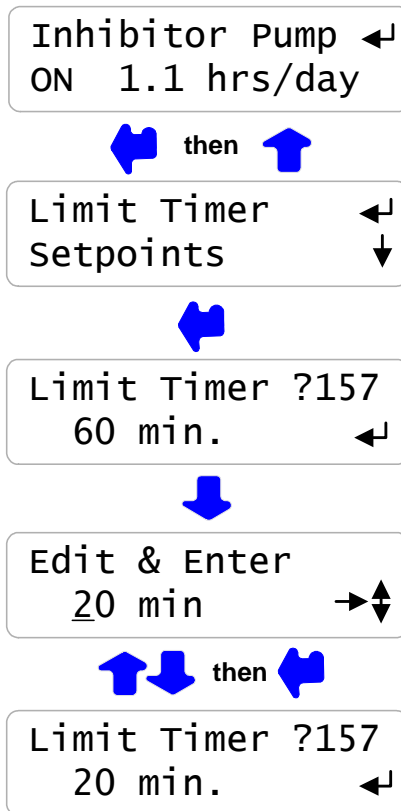 Inhibitor Pump
ON 1.1 hrs/day
then
Limit Timer
Setpoints
Limit Timer ?157
60 min.
Edit & Enter
20 min
then
Limit Timer ?157
20 min.